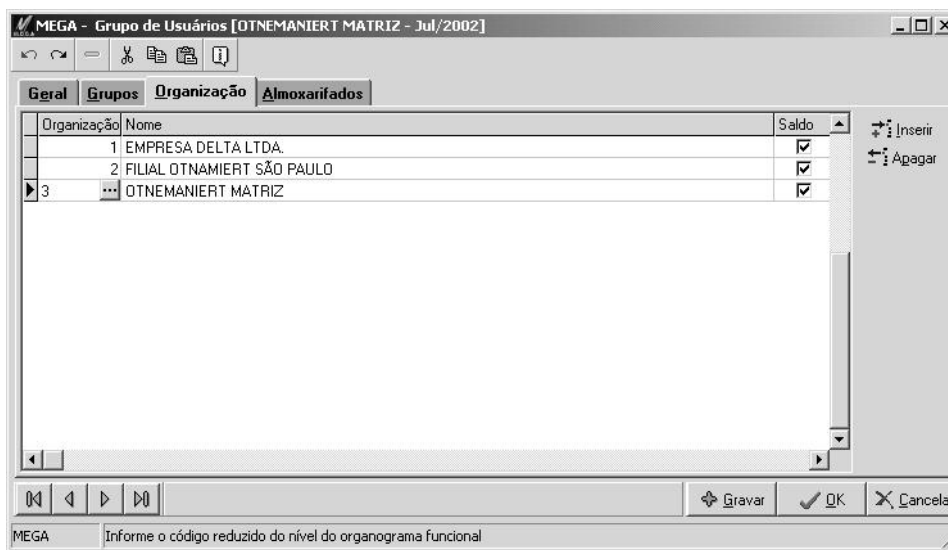 MEGA - Grupo de Usuários [OTNEMANIERT MATRIZ - Jul/2002]
Geral Grupos Organização Almoxarifados
Organização Nome Saldo
1 EMPRESA DELTA LTDA.
2 FILIAL OTNAMIERT SÃO PAULO
3 ... OTNEMANIERT MATRIZ
Inserir
Apagar
Gravar OK Cancela
MEGA Informe o código reduzido do nível do organograma funcional